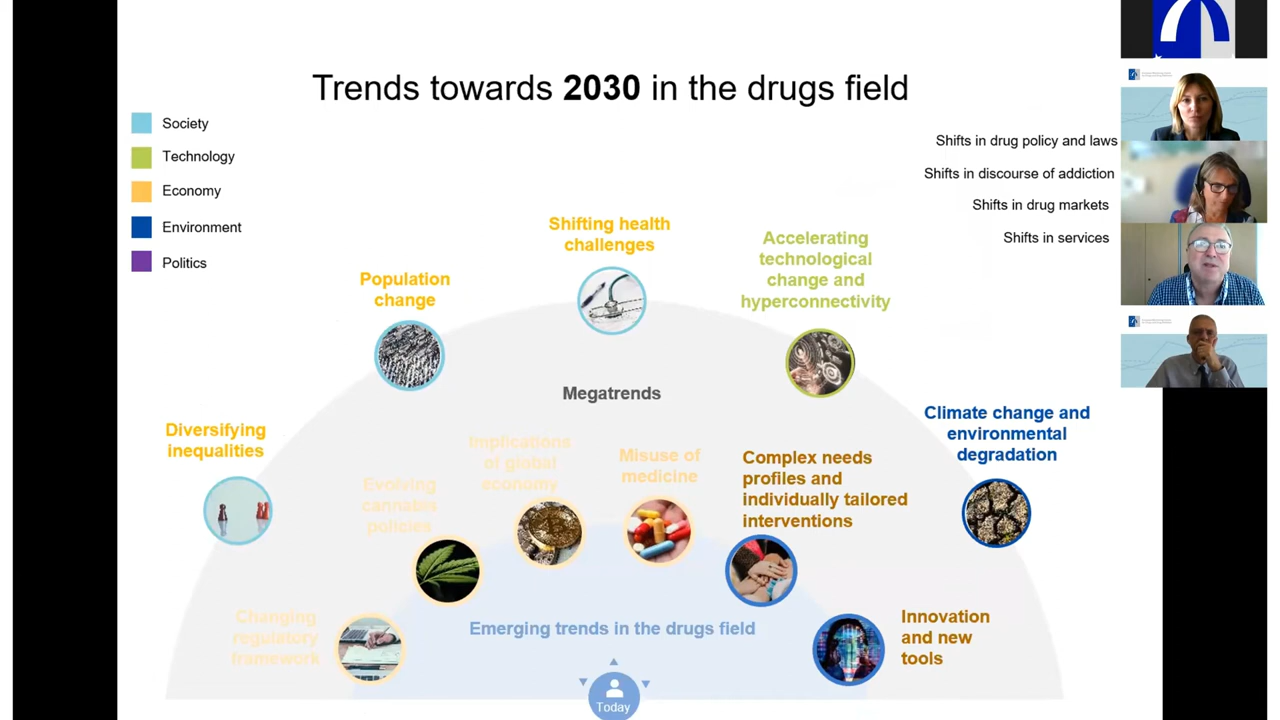 Trends towards 2030 in the drugs field
Society
Technology
Economy
Environment
Politics
Shifts in drug policy and laws
Shifts in discourse of addiction
Shifts in drug markets
Shifts in services
Shifting health
challenges
Accelerating
technological
change and
hyperconnectivity
Population
change
Megatrends
Diversifying
inequalities
Climate change and
environmental
degradation
Implications
of global
economy
Misuse of
medicine
Complex needs
profiles and
individually tailored
interventions
Evolving
cannabis
policies
Changing
regulatory
framework
Emerging trends in the drugs field
Innovation
and new
tools
Today